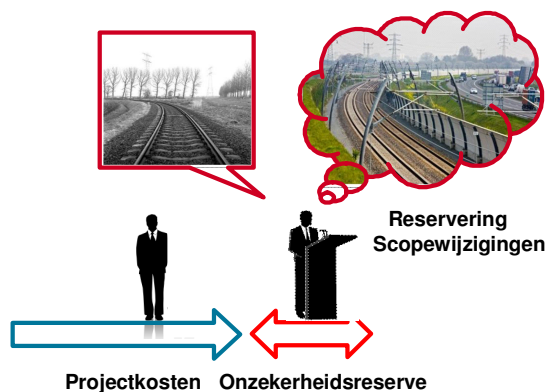 Reservering
Scopewijzigingen
Projectkosten Onzekerheidsreserve